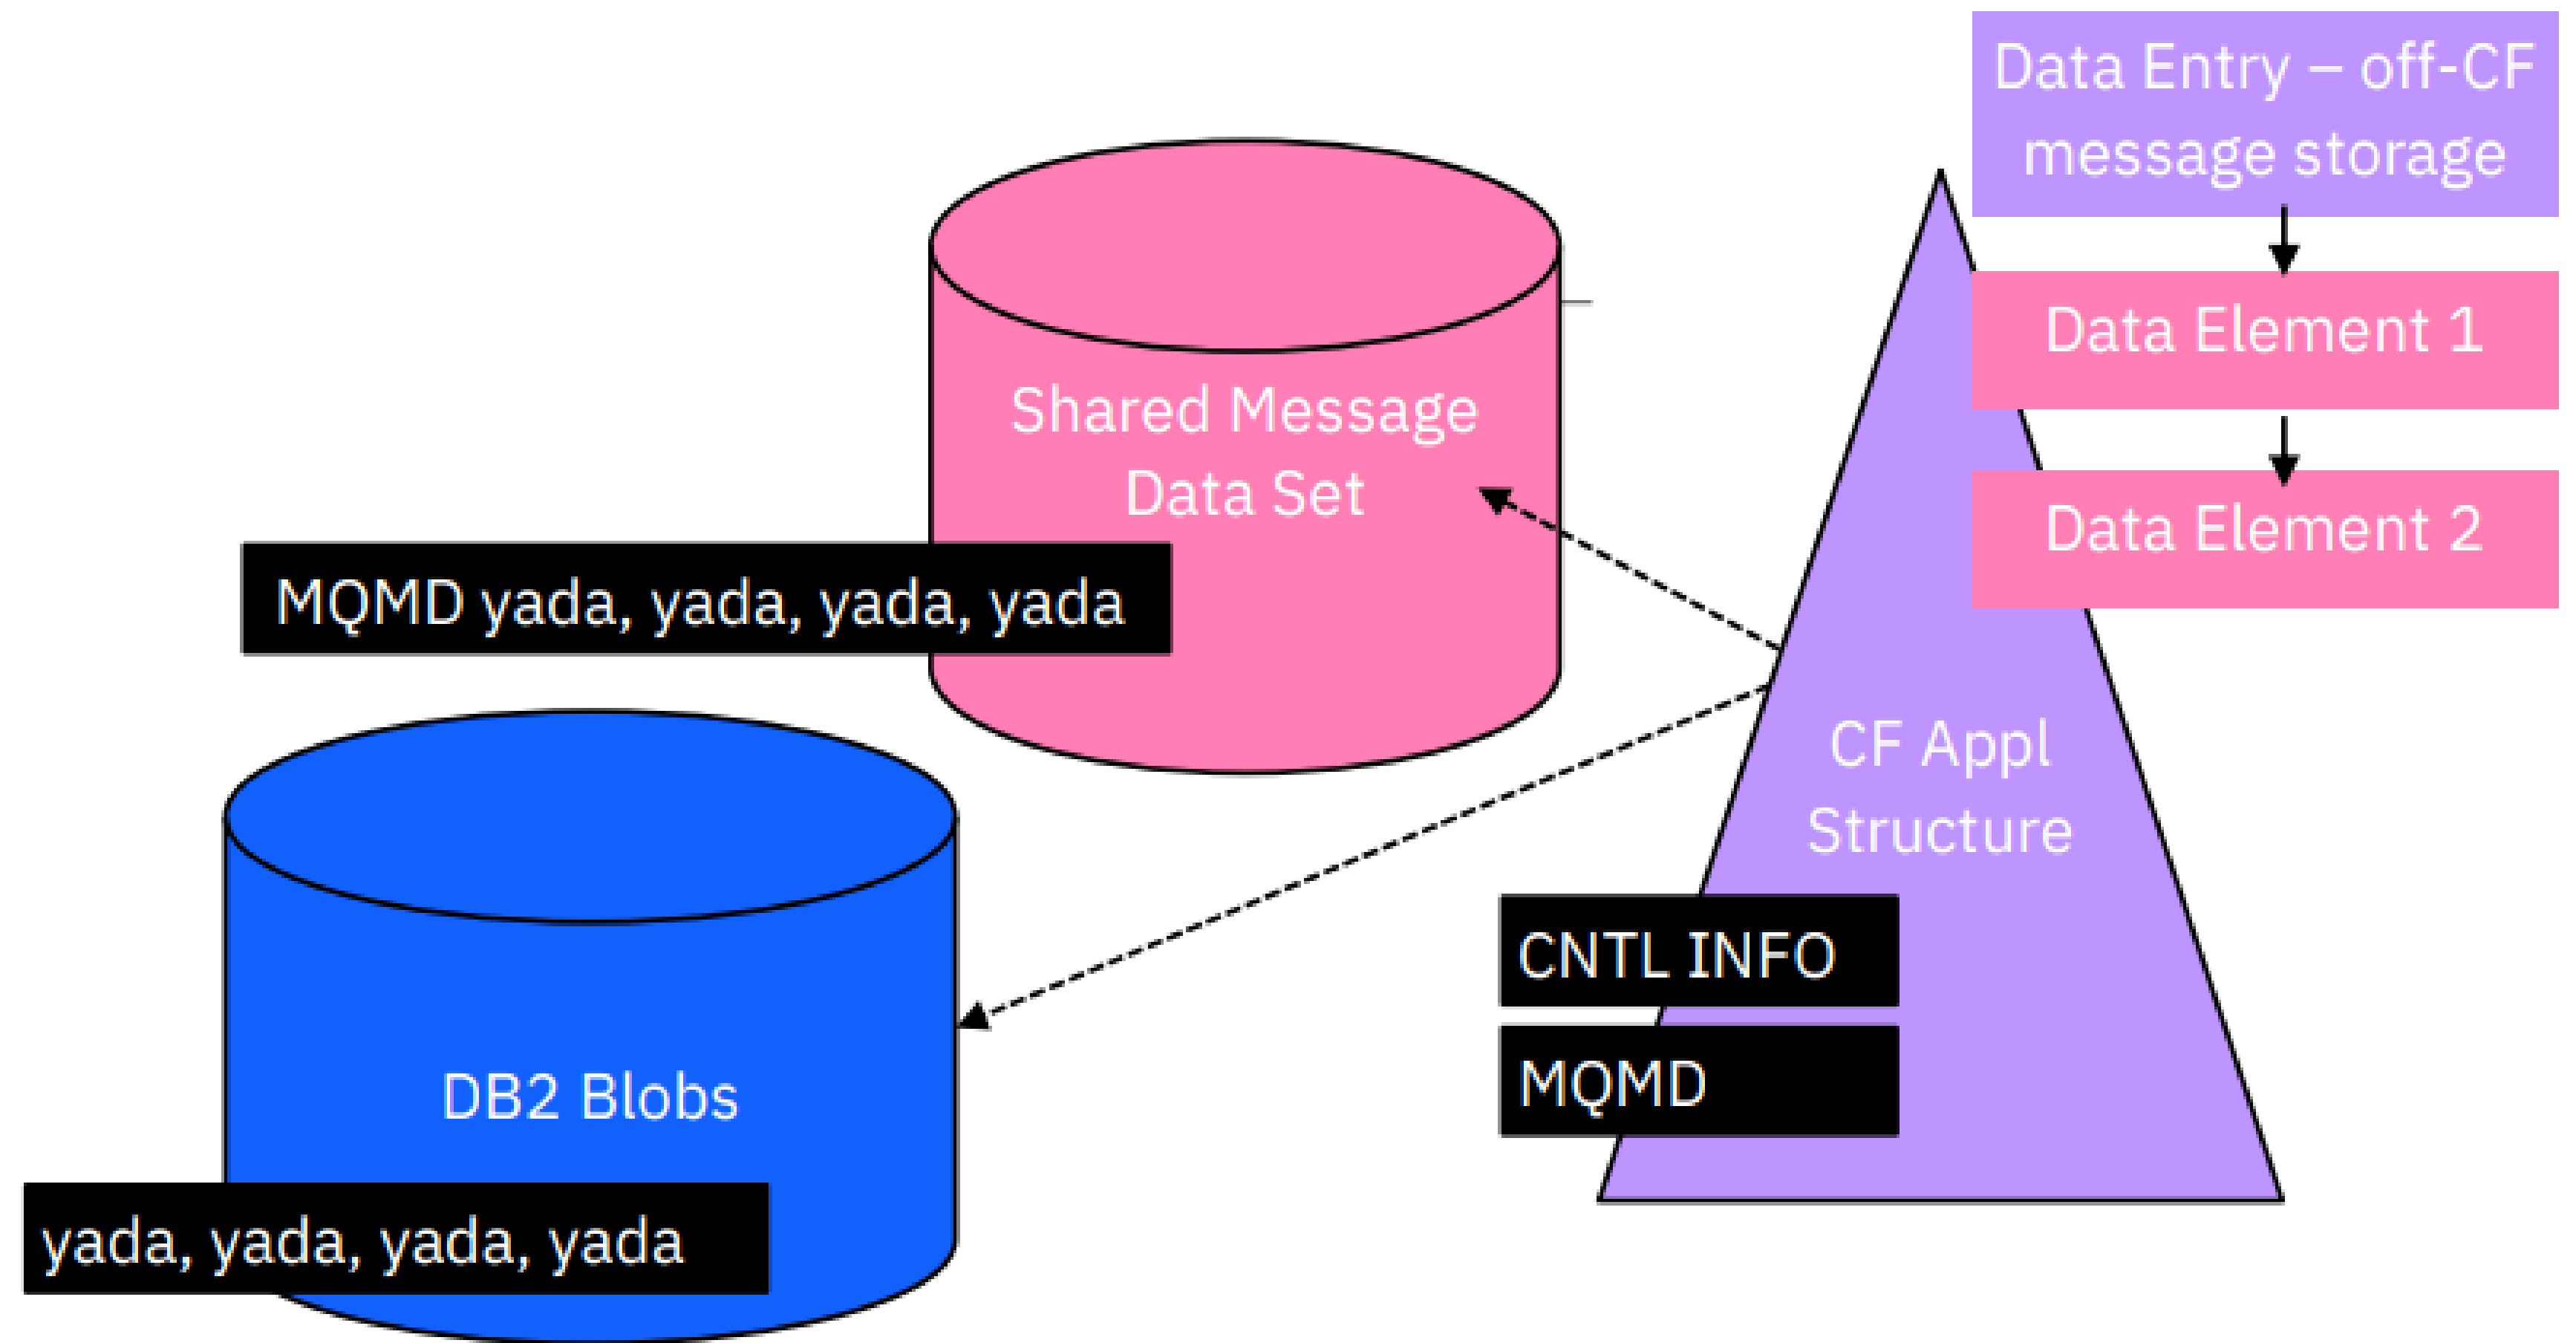 Data Entry – off-CF
message storage
Data Element 1
Data Element 2
Shared Message
Data Set
MQMD yada, yada, yada, yada
CF Appl
Structure
CNTL INFO
MQMD
DB2 Blobs
yada, yada, yada, yada